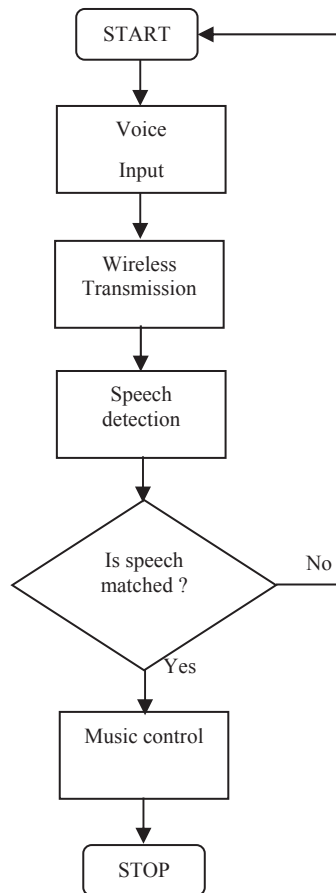 START
Voice
Input
Wireless
Transmission
Speech
detection
Is speech
matched ?
No
Yes
Music control
STOP